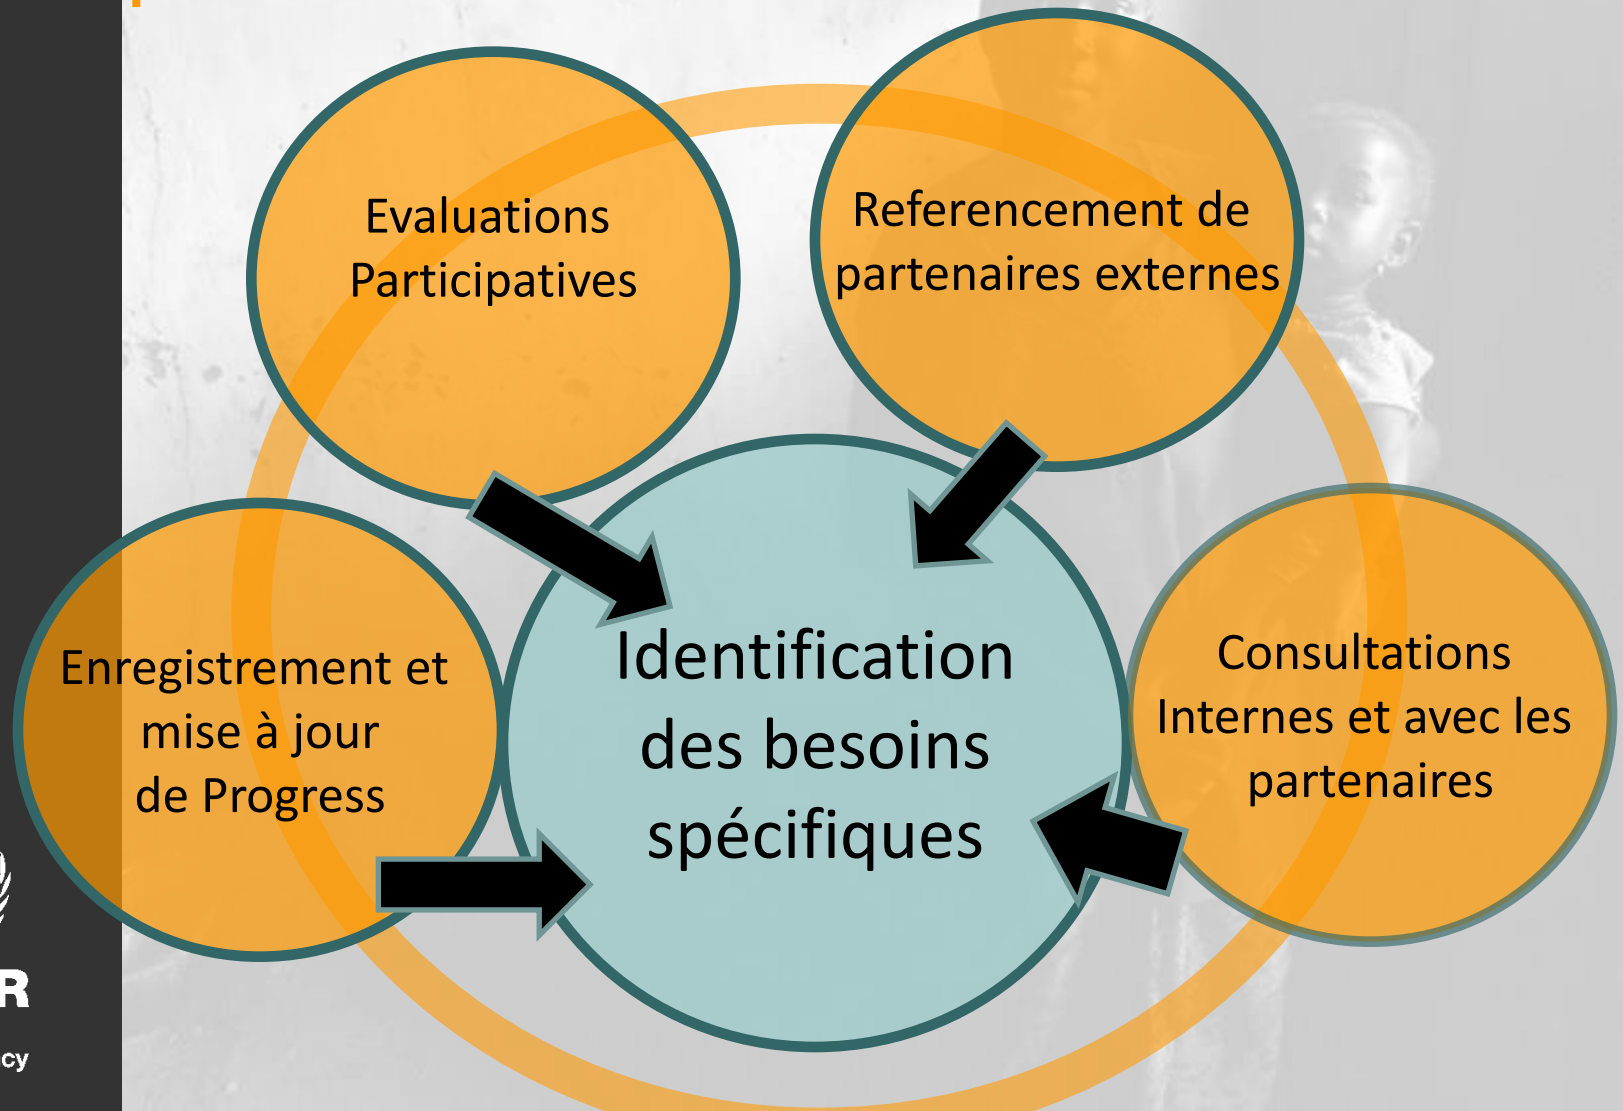 Evaluations
Participatives
Referencement de
partenaires externes
Enregistrement et
mise à jour
de Progress
Identification
des besoins
spécifiques
Consultations
Internes et avec les
partenaires
R
cy